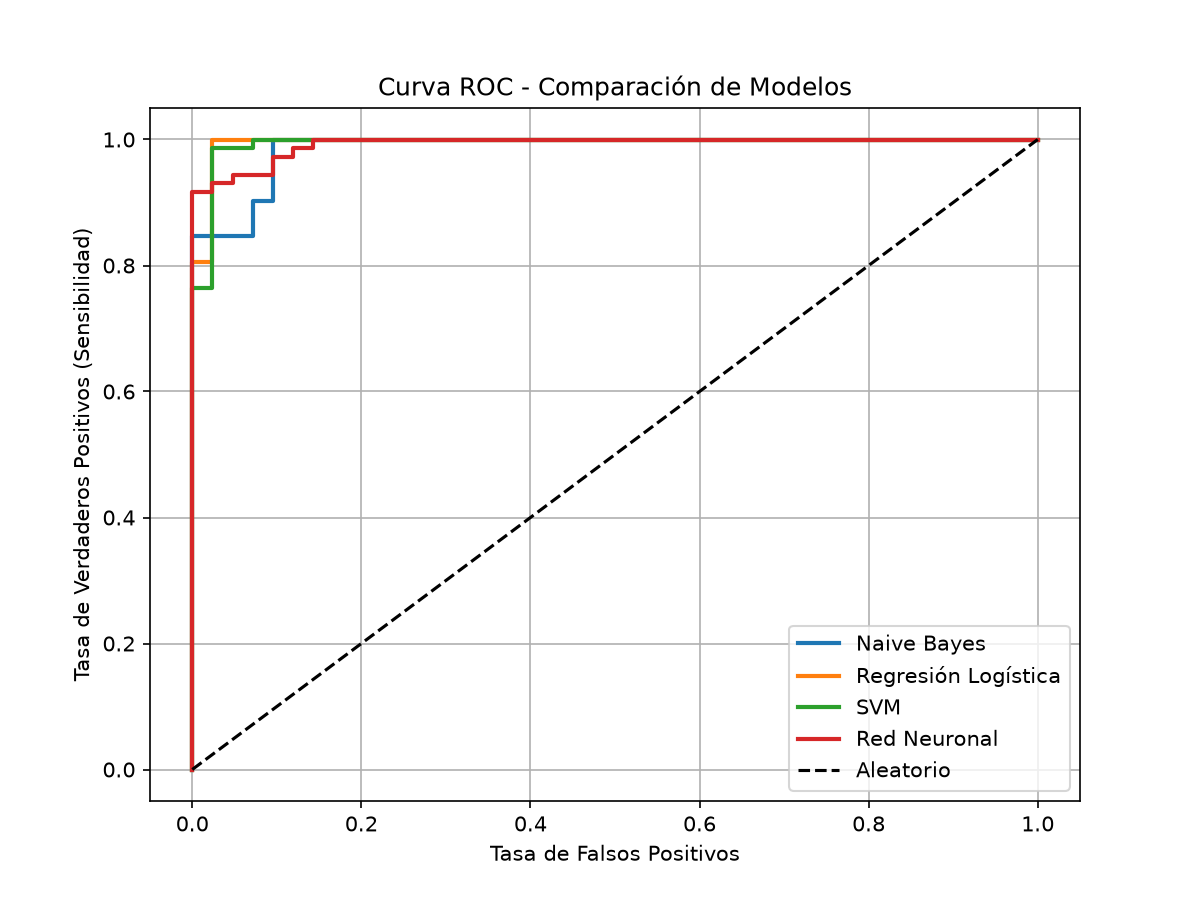 Curva ROC - Comparación de Modelos
Tasa de Verdaderos Positivos (Sensibilidad)
1.0
0.8
0.6
0.4
0.2
0.0
Naive Bayes
Regresión Logística
SVM
Red Neuronal
Aleatorio
0.0 0.2 0.4 0.6 0.8 1.0
Tasa de Falsos Positivos